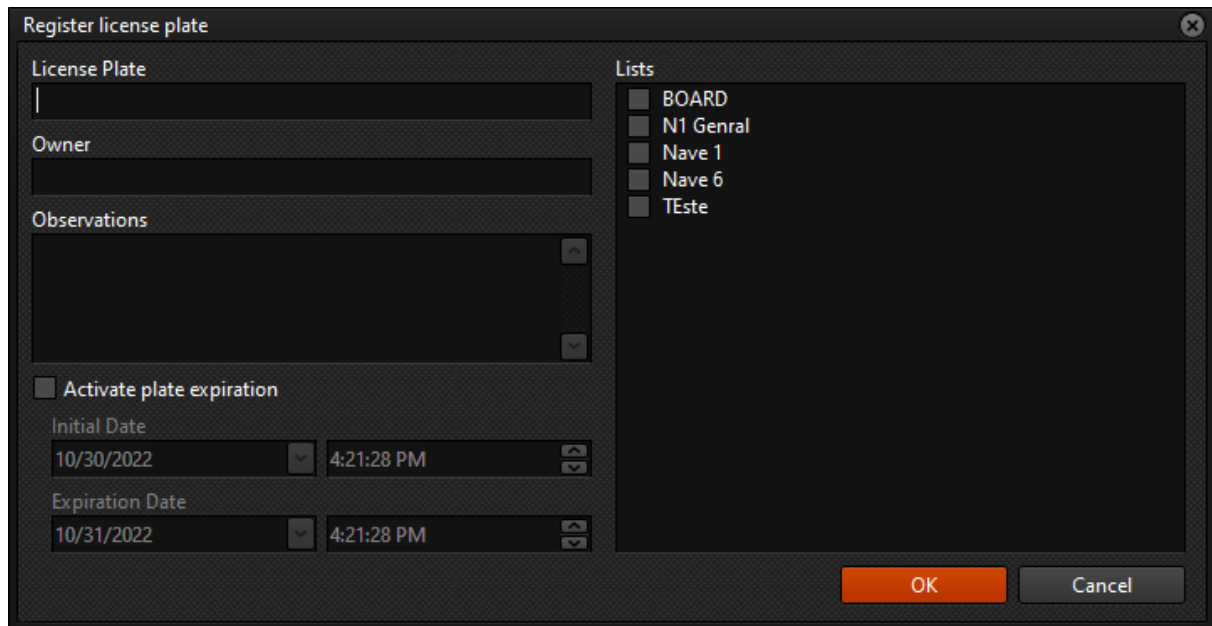 Register license plate
License Plate
Owner
Observations
Activate plate expiration
Initial Date
10/30/2022 4:21:28 PM
Expiration Date
10/31/2022 4:21:28 PM
Lists
BOARD
N1 Genral
Nave 1
Nave 6
TEste
OK Cancel